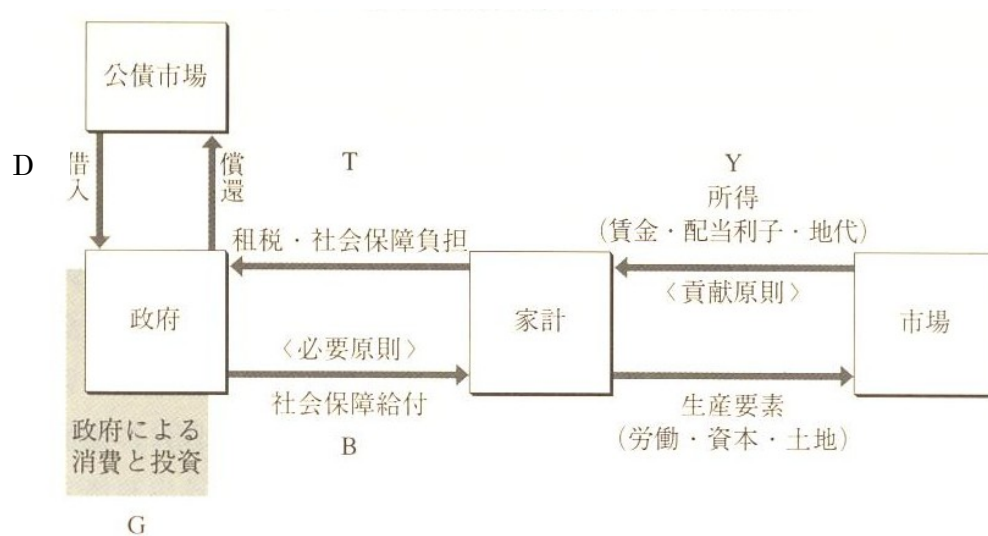 公債市場
D
借入
償還
T
Y
所得
(賃金・配当利子・地代)
租税・社会保障負担
〈貢献原則〉
政府
家計
市場
〈必要原則〉
社会保障給付
B
生産要素
(労働・資本・土地)
政府による
消費と投資
G